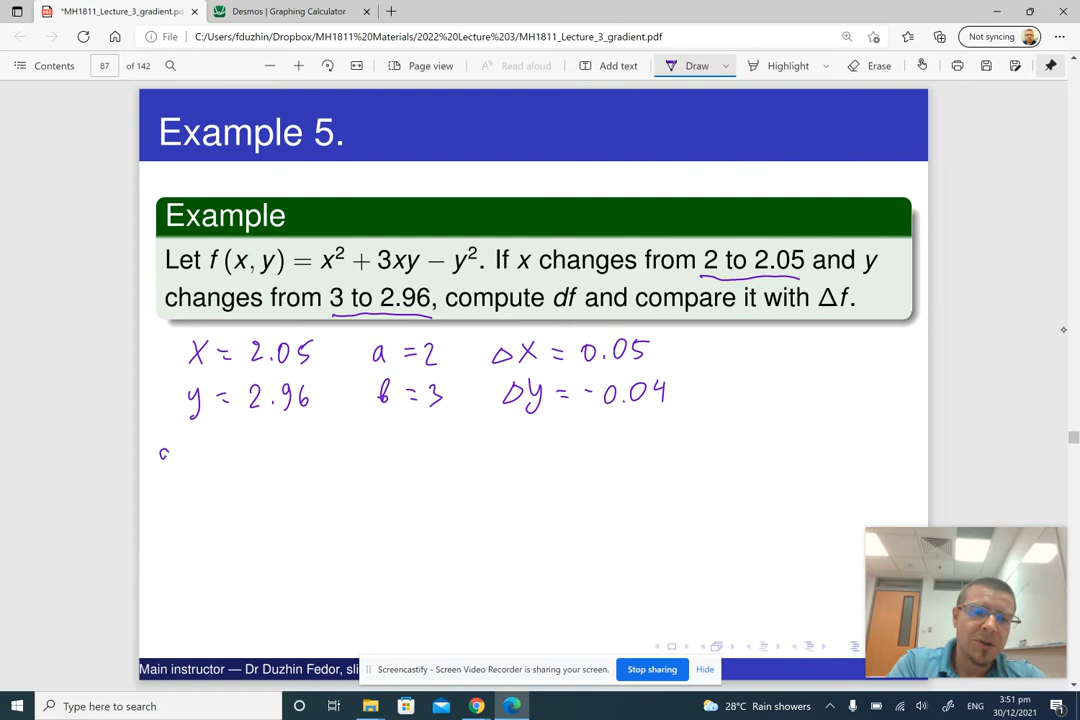 *MH1811_Lecture_3_gradient.pdf
Desmos | Graphing Calculator
File
C:/Users/fduzhin/Dropbox/MH1811%20Materials/2022%20Lecture%203/MH1811_Lecture_3_gradient.pdf
Not syncing
Contents
87
of 142
Page view
Read aloud
Add text
Draw
Highlight
Erase
Example 5.
Example
Let f (x, y) = x² + 3xy − y². If x changes from 2 to 2.05 and y
changes from 3 to 2.96, compute df and compare it with Δf.
x = 2.05 a = 2 Δx = 0.05
y = 2.96 b = 3 Δy = -0.04
Main instructor — Dr Duzhin Fedor, sli
Screencastify - Screen Video Recorder is sharing your screen.
Stop sharing
Hide
Type here to search
28°C Rain showers
ENG
3:51 pm
30/12/2021